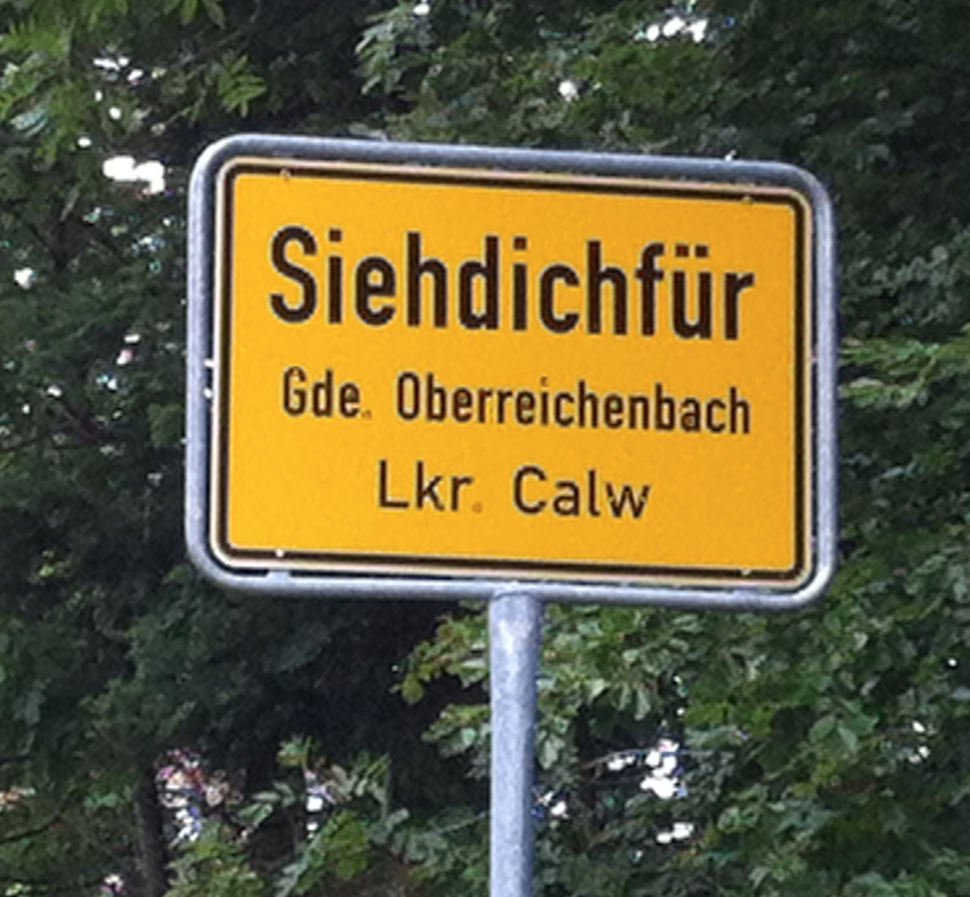 Siehdichfür
Gde. Oberreichenbach
Lkr. Calw